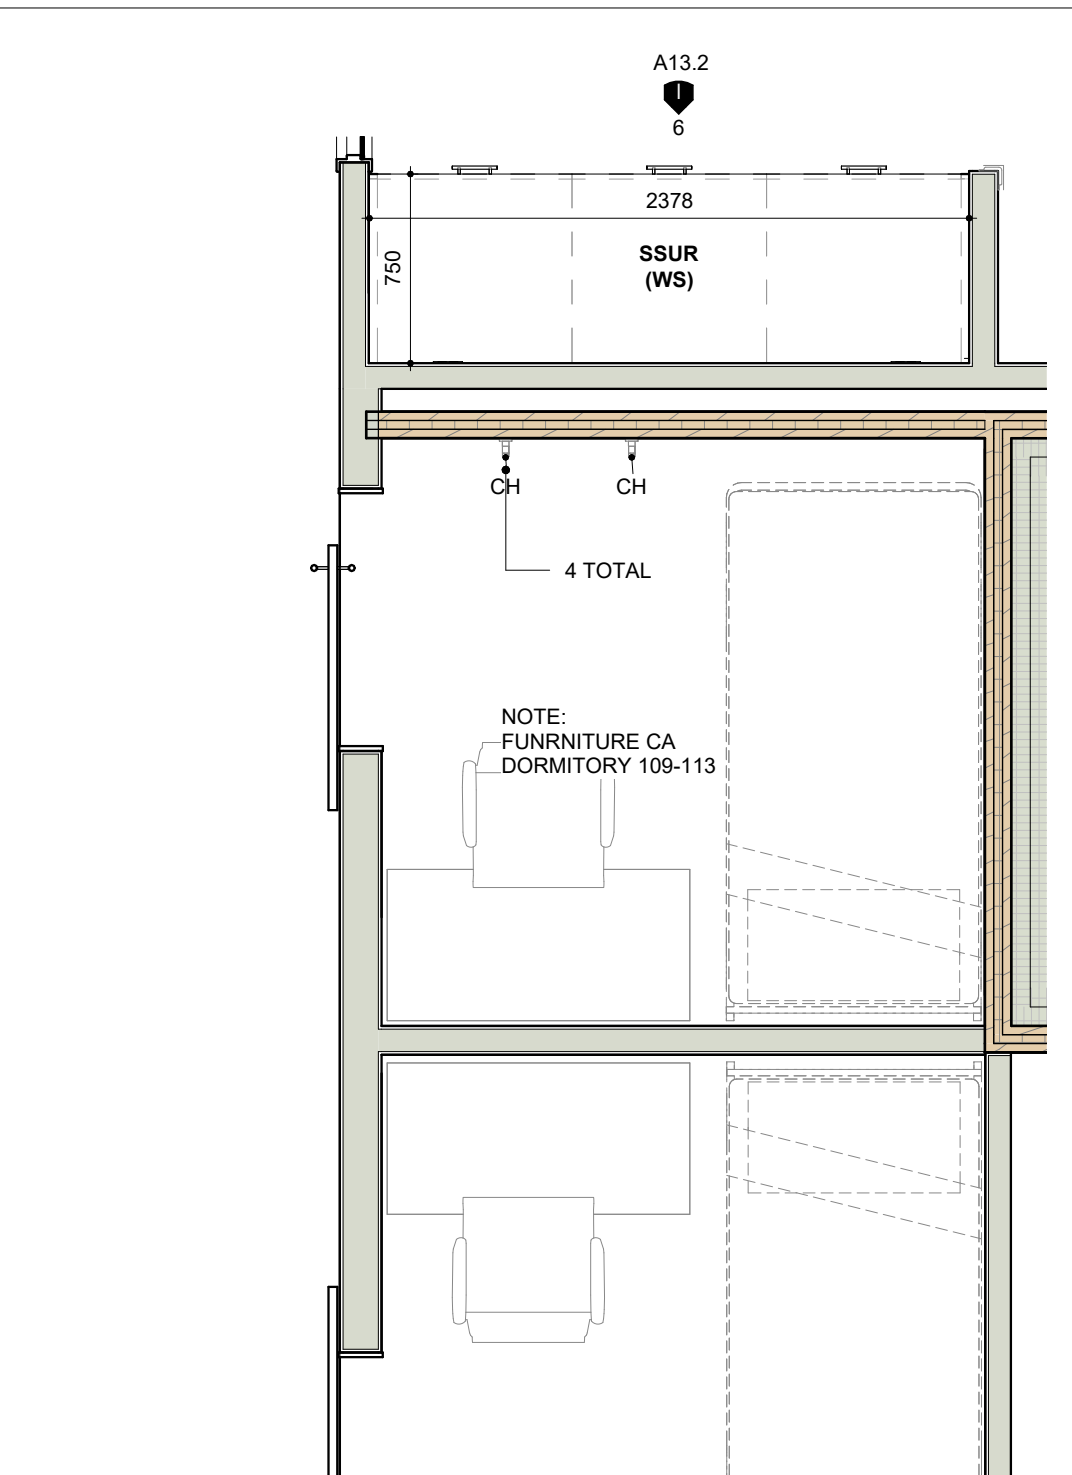 A13.2
6
2378
750
SSUR
(WS)
CH
CH
4 TOTAL
NOTE:
FUNRNITURE CA
DORMITORY 109-113